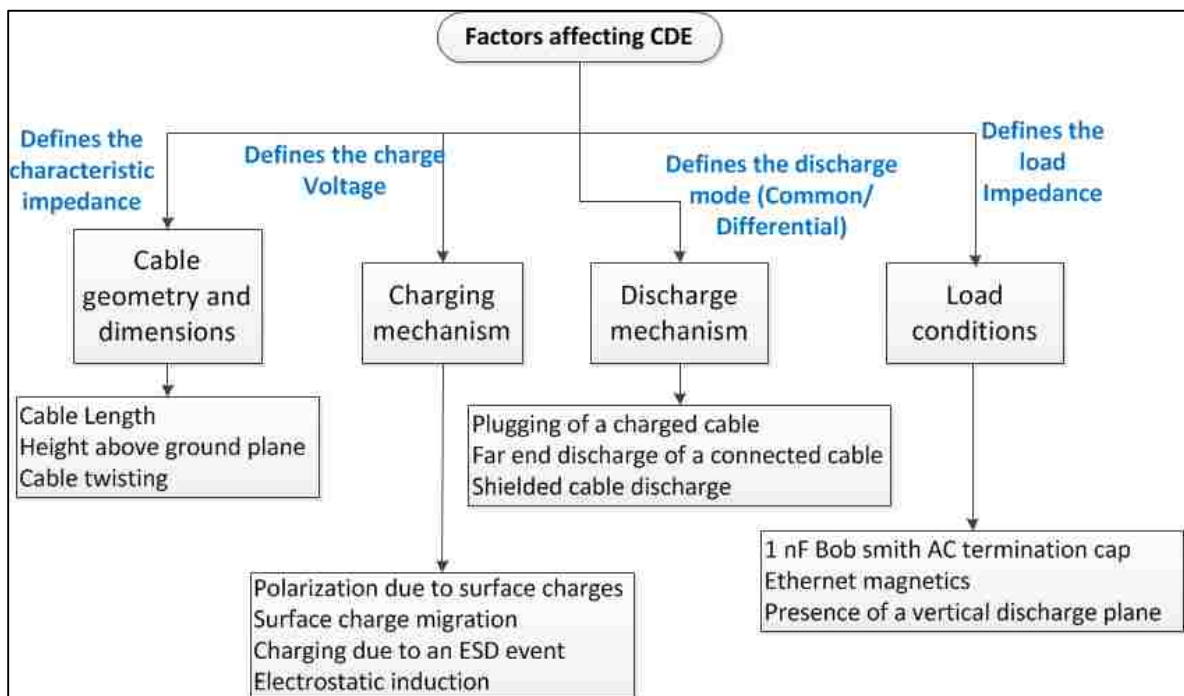 Factors affecting CDE
Defines the
characteristic
impedance
Defines the charge
Voltage
Defines the discharge
mode (Common/
Differential)
Defines the
load
Impedance
Cable
geometry and
dimensions
Charging
mechanism
Discharge
mechanism
Load
conditions
Cable Length
Height above ground plane
Cable twisting
Plugging of a charged cable
Far end discharge of a connected cable
Shielded cable discharge
Polarization due to surface charges
Surface charge migration
Charging due to an ESD event
Electrostatic induction
1 nF Bob smith AC termination cap
Ethernet magnetics
Presence of a vertical discharge plane